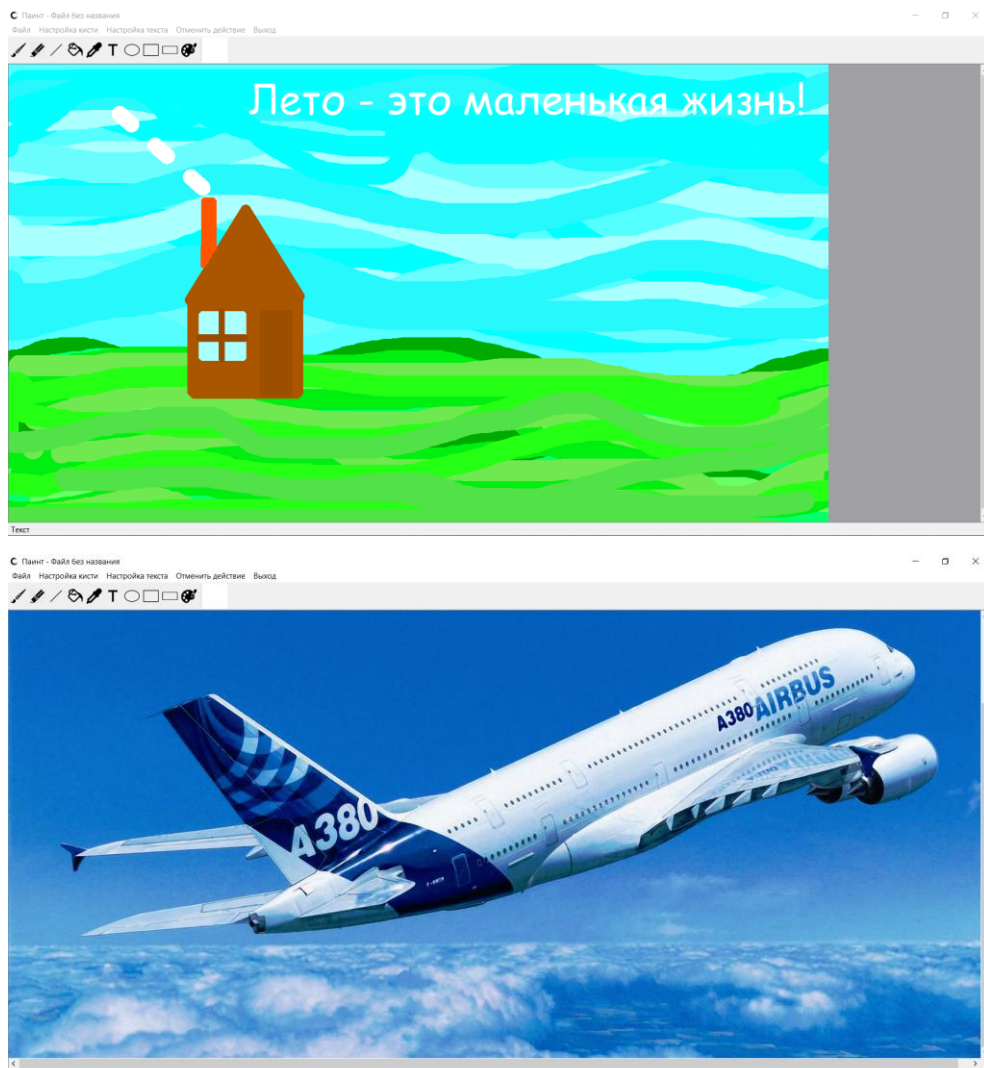 Паинт - Файл без названия
Файл Настройка кисти Настройка текста Отменить действие Выход
T
Лето - это маленькая жизнь!
Текст
Паинт - Файл без названия
Файл Настройка кисти Настройка текста Отменить действие Выход
T
A380 AIRBUS
A380